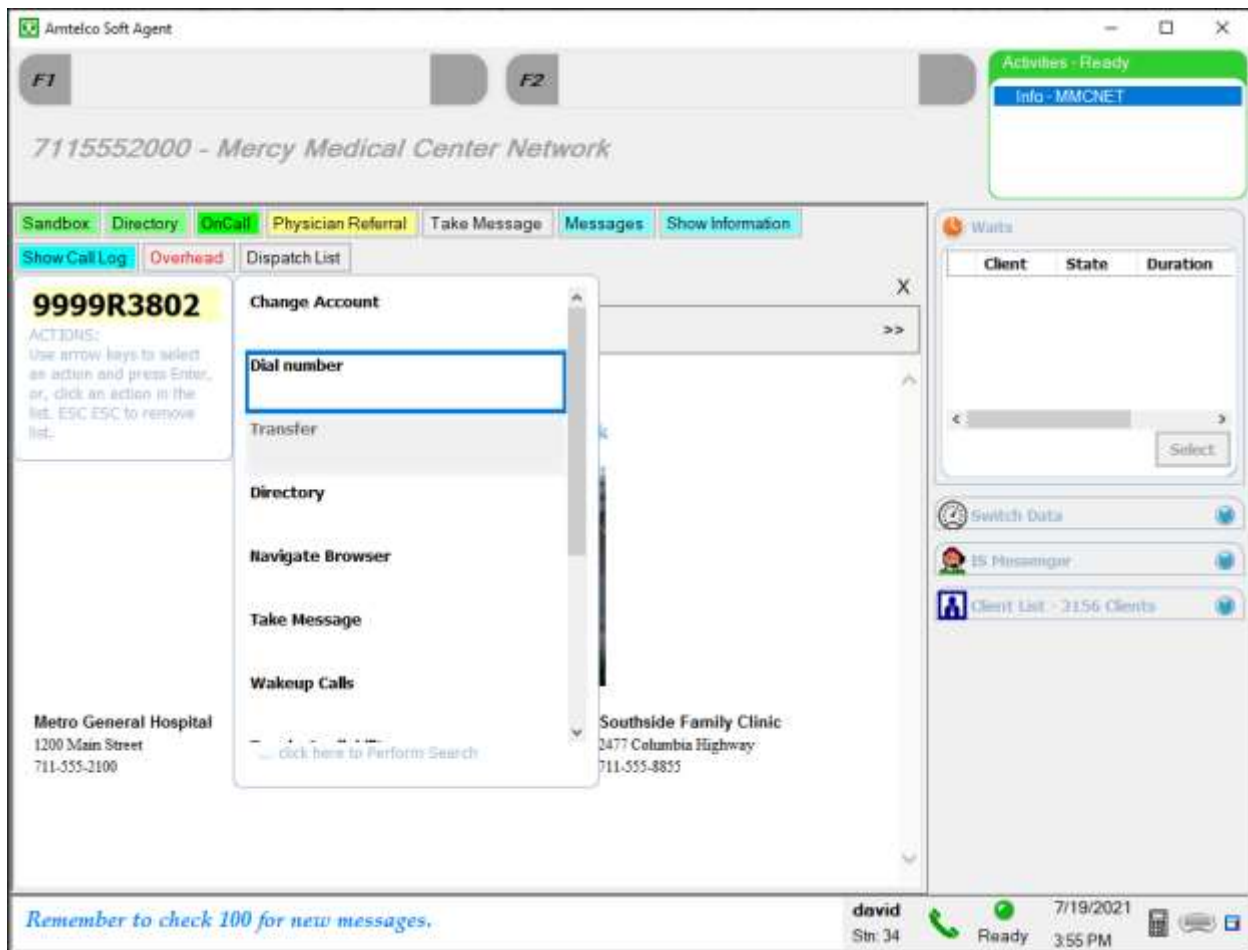 Amtelco Soft Agent
F1
F2
7115552000 - Mercy Medical Center Network
Activities - Ready
Info - MMCNET
Sandbox Directory OnCall Physician Referral Take Message Messages Show Information
Show Call Log Overhead Dispatch List
9999R3802
ACTIONS:
Use arrow keys to select
an action and press Enter,
or, click an action in the
list. ESC ESC to remove
list.
Change Account
Dial number
Transfer
Directory
Navigate Browser
Take Message
Wakeup Calls
... click here to Perform Search
X
>>
k
Metro General Hospital
1200 Main Street
711-555-2100
Southside Family Clinic
2477 Columbia Highway
711-555-8855
Waits
Client State Duration
Select
Switch Data
IS Messenger
Client List - 3156 Clients
Remember to check 100 for new messages.
david
Stn: 34
Ready
7/19/2021
3:55 PM